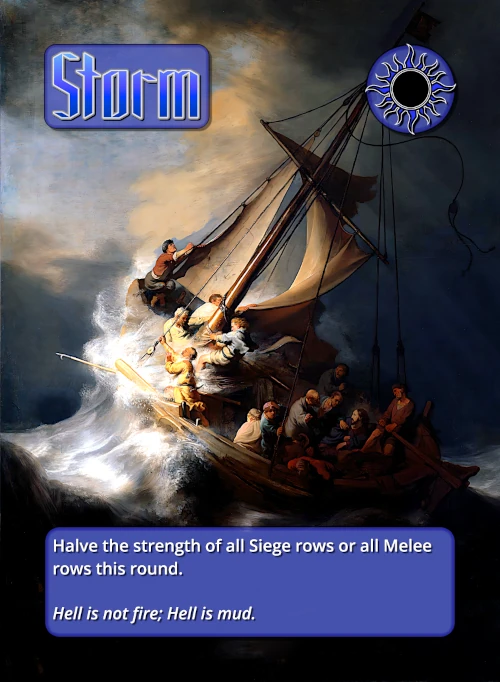 Storm
Halve the strength of all Siege rows or all Melee
rows this round.
Hell is not fire; Hell is mud.